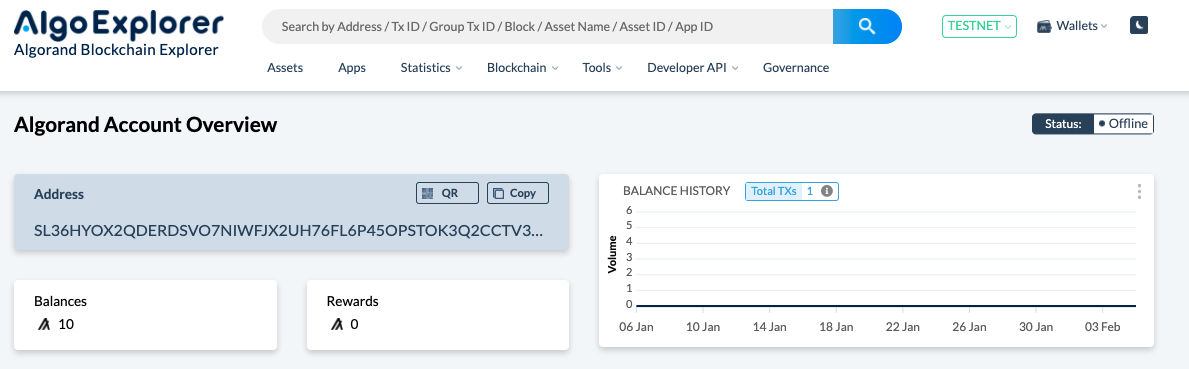 AlgoExplorer
Algorand Blockchain Explorer
Search by Address / Tx ID / Group Tx ID / Block / Asset Name / Asset ID / App ID
TESTNET
Wallets
Assets Apps Statistics Blockchain Tools Developer API Governance
Algorand Account Overview
Status: Offline
Address
QR
Copy
SL36HYOX2QDERDSVO7NIWFJX2UH76FL6P45OPSTOK3Q2CCTV3...
Balances
10
Rewards
0
BALANCE HISTORY
Total TXs 1
Volume
6
5
4
3
2
1
0
06 Jan 10 Jan 14 Jan 18 Jan 22 Jan 26 Jan 30 Jan 03 Feb